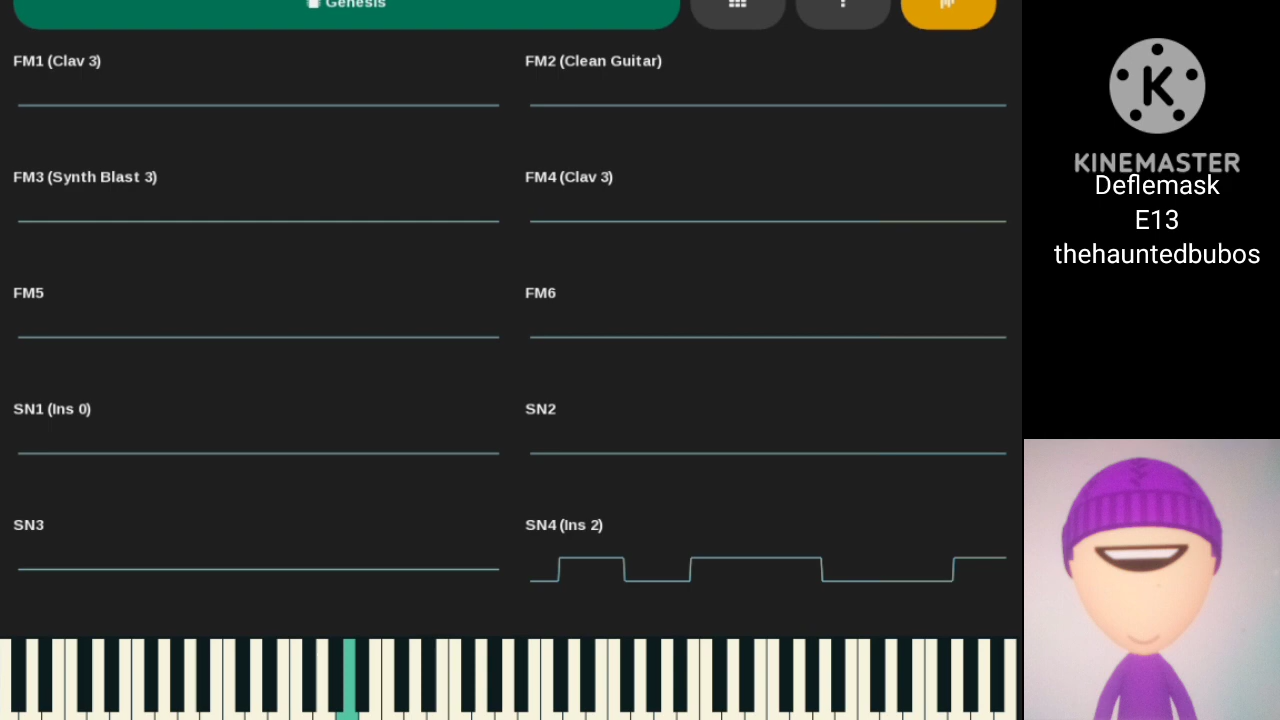 Genesis
FM1 (Clav 3)
FM2 (Clean Guitar)
FM3 (Synth Blast 3)
FM4 (Clav 3)
FM5
FM6
SN1 (Ins 0)
SN2
SN3
SN4 (Ins 2)
K
KINEMASTER
Deflemask
E13
thehauntedbubos